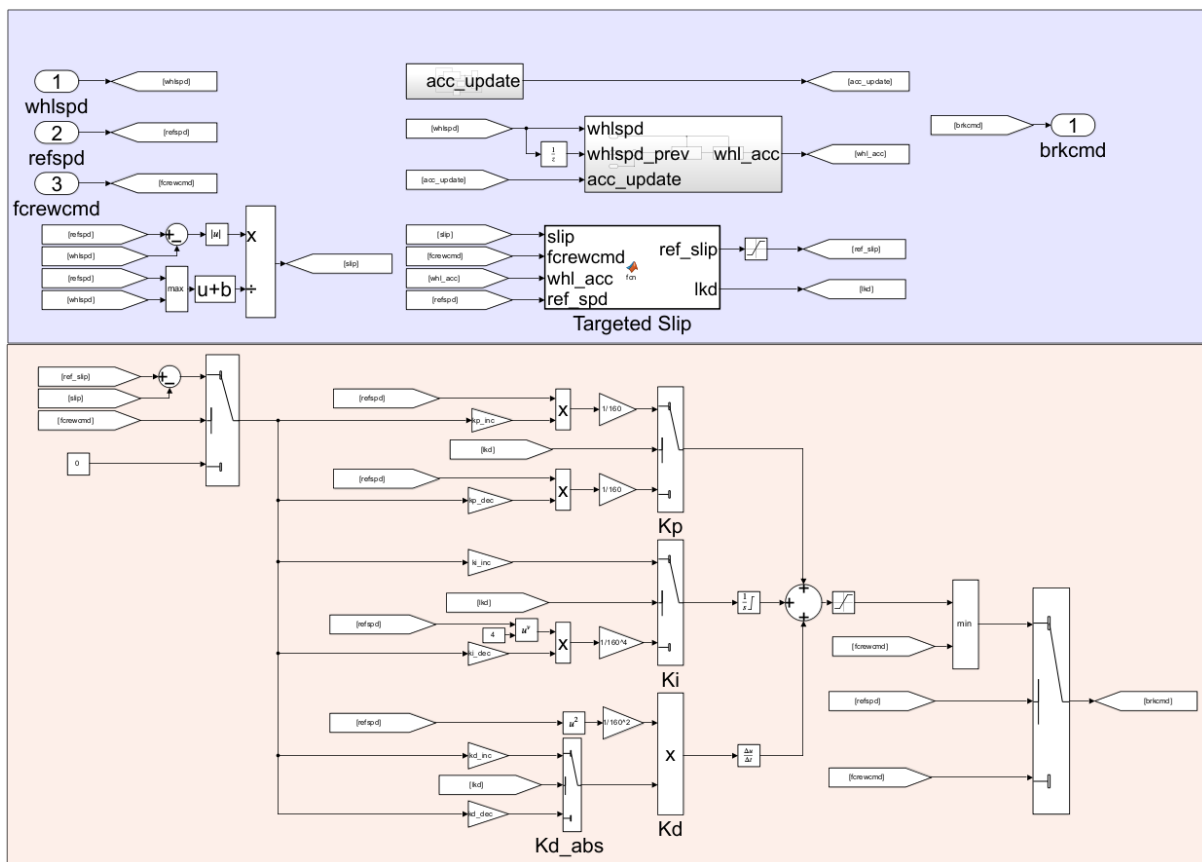 1
[whlspd]
whlspd
2
[refspd]
refspd
3
[fcrewcmd]
fcrewcmd
[refspd]
[whlspd]
[refspd]
[whlspd]
+
−
|u|
max
u+b
x
÷
[slip]
acc_update
[acc_update]
[whlspd]
1
z
[acc_update]
whlspd
whlspd_prev
whl_acc
acc_update
[whl_acc]
[slip]
[fcrewcmd]
[whl_acc]
[refspd]
slip
fcrewcmd
whl_acc
ref_spd
fcn
ref_slip
lkd
[ref_slip]
[lkd]
Targeted Slip
[brkcmd]
1
brkcmd
[ref_slip]
[slip]
[fcrewcmd]
0
+
−
[refspd]
kp_inc
x
1/160
[lkd]
[refspd]
kp_dec
x
1/160
Kp
ki_inc
[lkd]
[refspd]
4
u^v
ki_dec
x
1/160^4
Ki
1
s
[refspd]
u²
1/160^2
kd_inc
[lkd]
kd_dec
Kd_abs
x
Kd
Δu
Δt
+
+
+
[fcrewcmd]
min
[refspd]
[fcrewcmd]
[brkcmd]